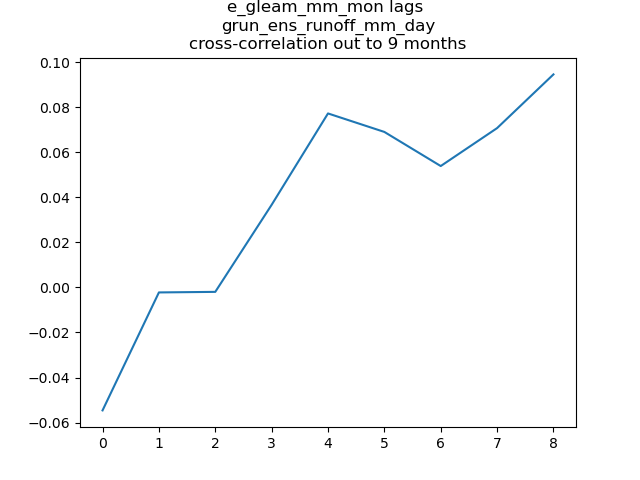 e_gleam_mm_mon lags
grun_ens_runoff_mm_day
cross-correlation out to 9 months
0.10
0.08
0.06
0.04
0.02
0.00
−0.02
−0.04
−0.06
0 1 2 3 4 5 6 7 8